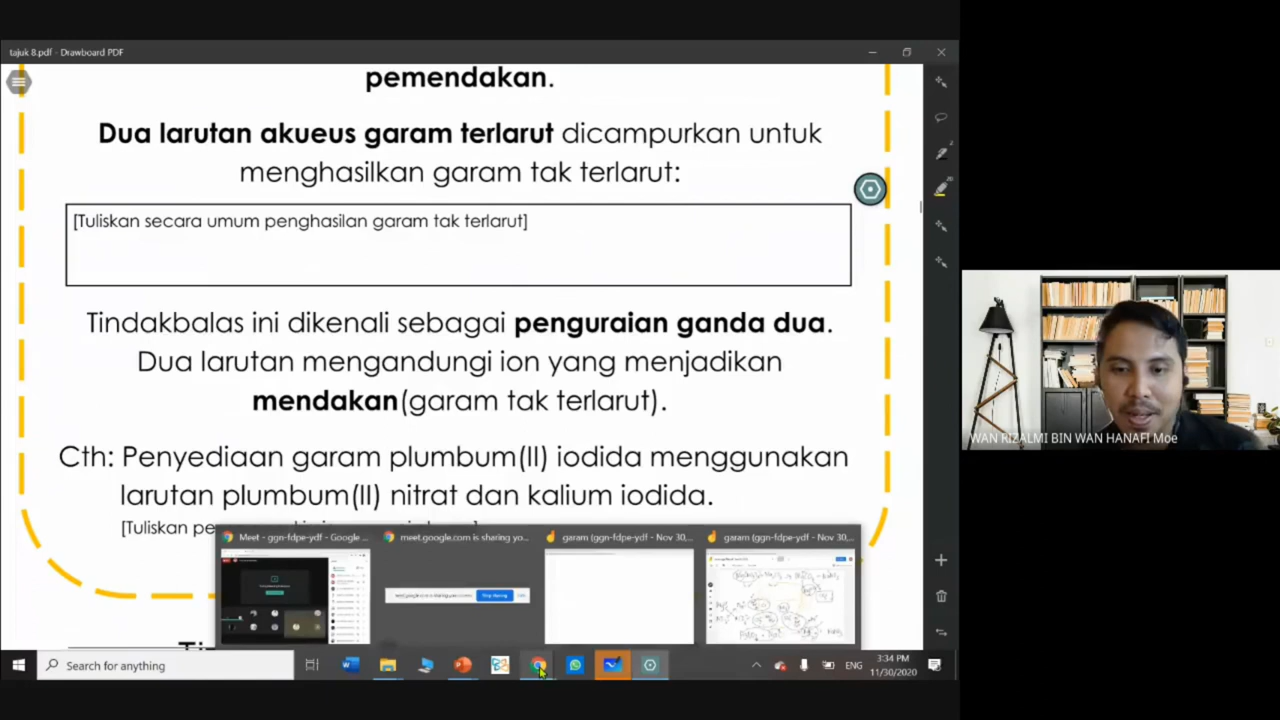 tajuk 8.pdf - Drawboard PDF
pemendakan.
Dua larutan akueus garam terlarut dicampurkan untuk
menghasilkan garam tak terlarut:
[Tuliskan secara umum penghasilan garam tak terlarut]
Tindakbalas ini dikenali sebagai penguraian ganda dua.
Dua larutan mengandungi ion yang menjadikan
mendakan(garam tak terlarut).
Cth: Penyediaan garam plumbum(II) iodida menggunakan
larutan plumbum(II) nitrat dan kalium iodida.
[Tuliskan
WAN RIZALMI BIN WAN HANAFI Moe
Meet - ggn-fdpe-ydf - Google ...
meet.google.com is sharing yo...
garam (ggn-fdpe-ydf - Nov 30,...
garam (ggn-fdpe-ydf - Nov 30,...
Search for anything
ENG
3:34 PM
11/30/2020